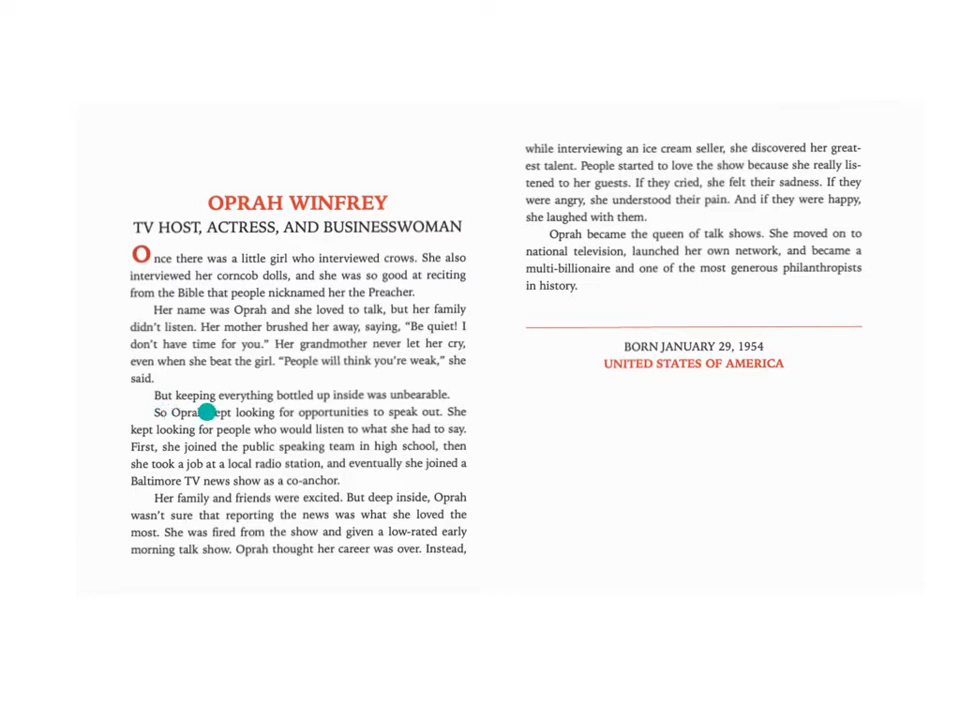 OPRAH WINFREY
TV HOST, ACTRESS, AND BUSINESSWOMAN
Once there was a little girl who interviewed crows. She also
interviewed her corncob dolls, and she was so good at reciting
from the Bible that people nicknamed her the Preacher.
Her name was Oprah and she loved to talk, but her family
didn't listen. Her mother brushed her away, saying, "Be quiet! I
don't have time for you." Her grandmother never let her cry,
even when she beat the girl. "People will think you're weak," she
said.
But keeping everything bottled up inside was unbearable.
So Oprah kept looking for opportunities to speak out. She
kept looking for people who would listen to what she had to say.
First, she joined the public speaking team in high school, then
she took a job at a local radio station, and eventually she joined a
Baltimore TV news show as a co-anchor.
Her family and friends were excited. But deep inside, Oprah
wasn't sure that reporting the news was what she loved the
most. She was fired from the show and given a low-rated early
morning talk show. Oprah thought her career was over. Instead,
while interviewing an ice cream seller, she discovered her great-
est talent. People started to love the show because she really lis-
tened to her guests. If they cried, she felt their sadness. If they
were angry, she understood their pain. And if they were happy,
she laughed with them.
Oprah became the queen of talk shows. She moved on to
national television, launched her own network, and became a
multi-billionaire and one of the most generous philanthropists
in history.
BORN JANUARY 29, 1954
UNITED STATES OF AMERICA